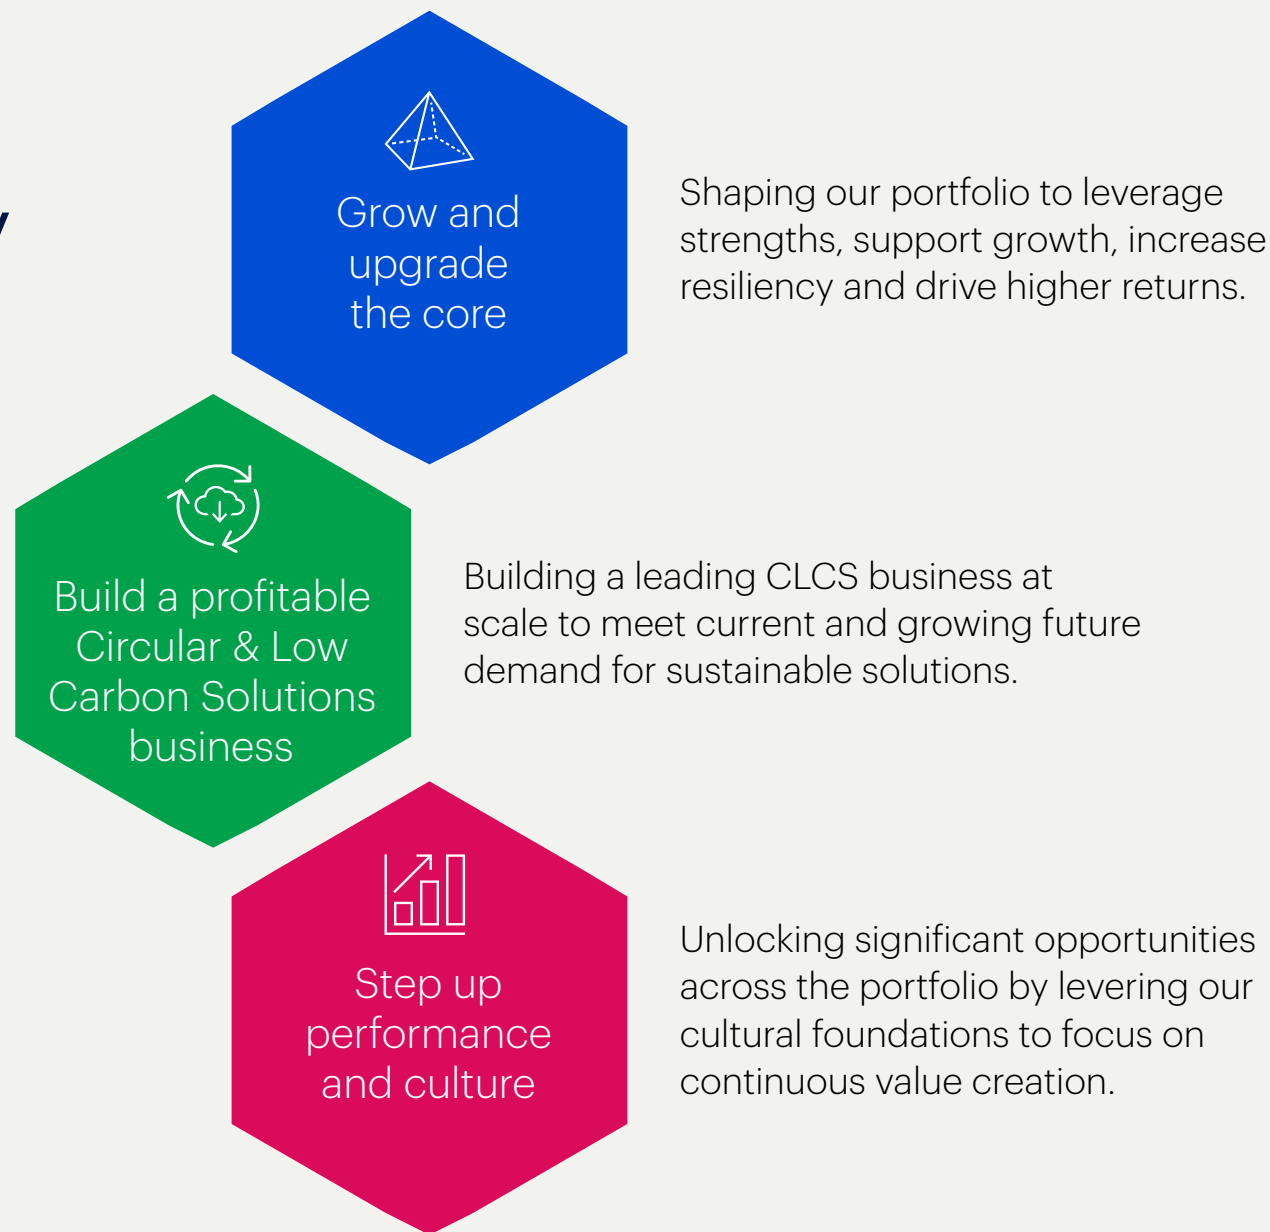 Grow and
upgrade
the core
Shaping our portfolio to leverage
strengths, support growth, increase
resiliency and drive higher returns.
Build a profitable
Circular & Low
Carbon Solutions
business
Building a leading CLCS business at
scale to meet current and growing future
demand for sustainable solutions.
Step up
performance
and culture
Unlocking significant opportunities
across the portfolio by levering our
cultural foundations to focus on
continuous value creation.